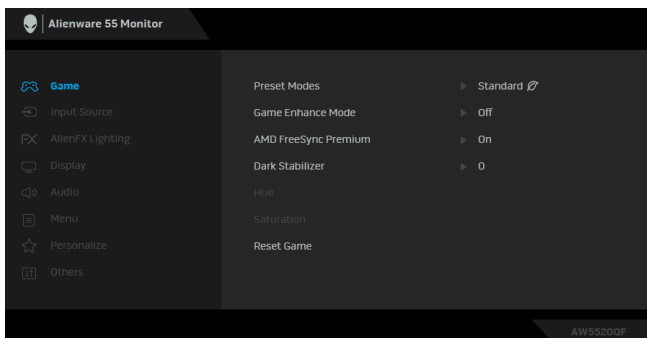 Alienware 55 Monitor
Game
Preset Modes Standard
Input Source
Game Enhance Mode Off
FX AlienFX Lighting
AMD FreeSync Premium On
Display
Dark Stabilizer 0
Audio
Hue
Menu
Saturation
Personalize
Reset Game
Others
AW5520QF